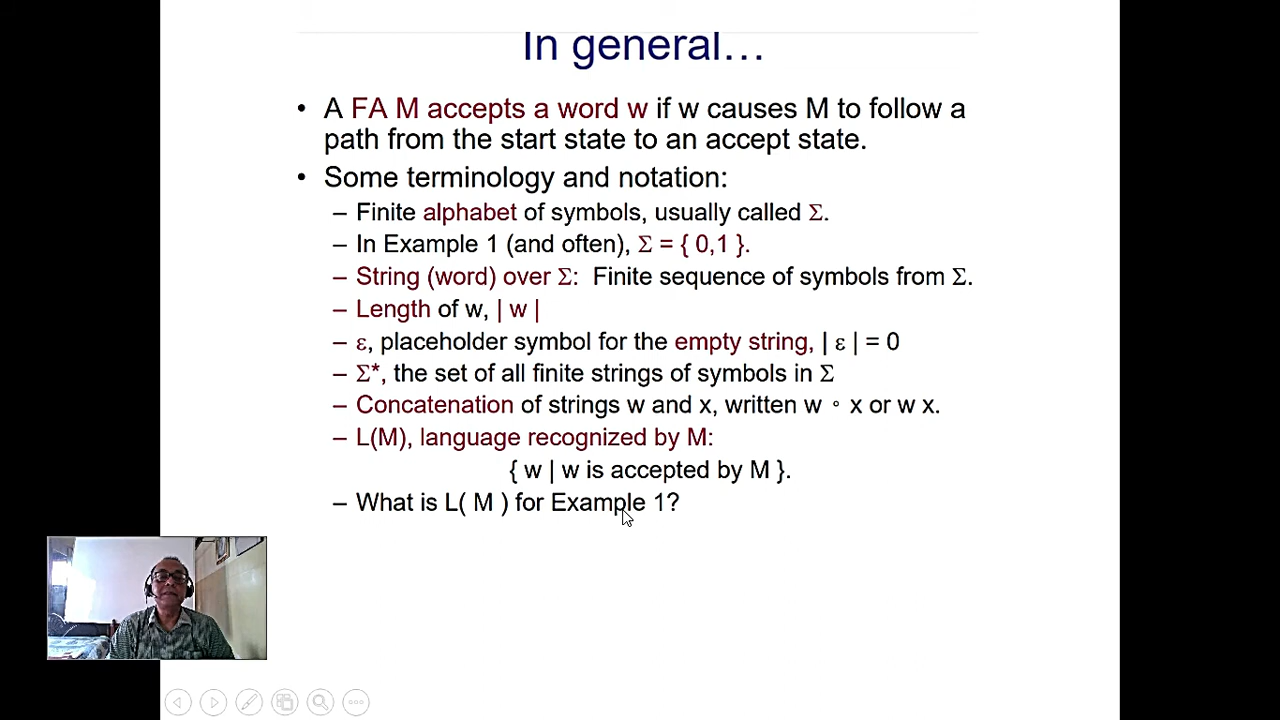 In general…
• A FA M accepts a word w if w causes M to follow a
path from the start state to an accept state.
• Some terminology and notation:
– Finite alphabet of symbols, usually called Σ.
– In Example 1 (and often), Σ = { 0,1 }.
– String (word) over Σ: Finite sequence of symbols from Σ.
– Length of w, | w |
– ε, placeholder symbol for the empty string, | ε | = 0
– Σ*, the set of all finite strings of symbols in Σ
– Concatenation of strings w and x, written w ∘ x or w x.
– L(M), language recognized by M:
{ w | w is accepted by M }.
– What is L( M ) for Example 1?